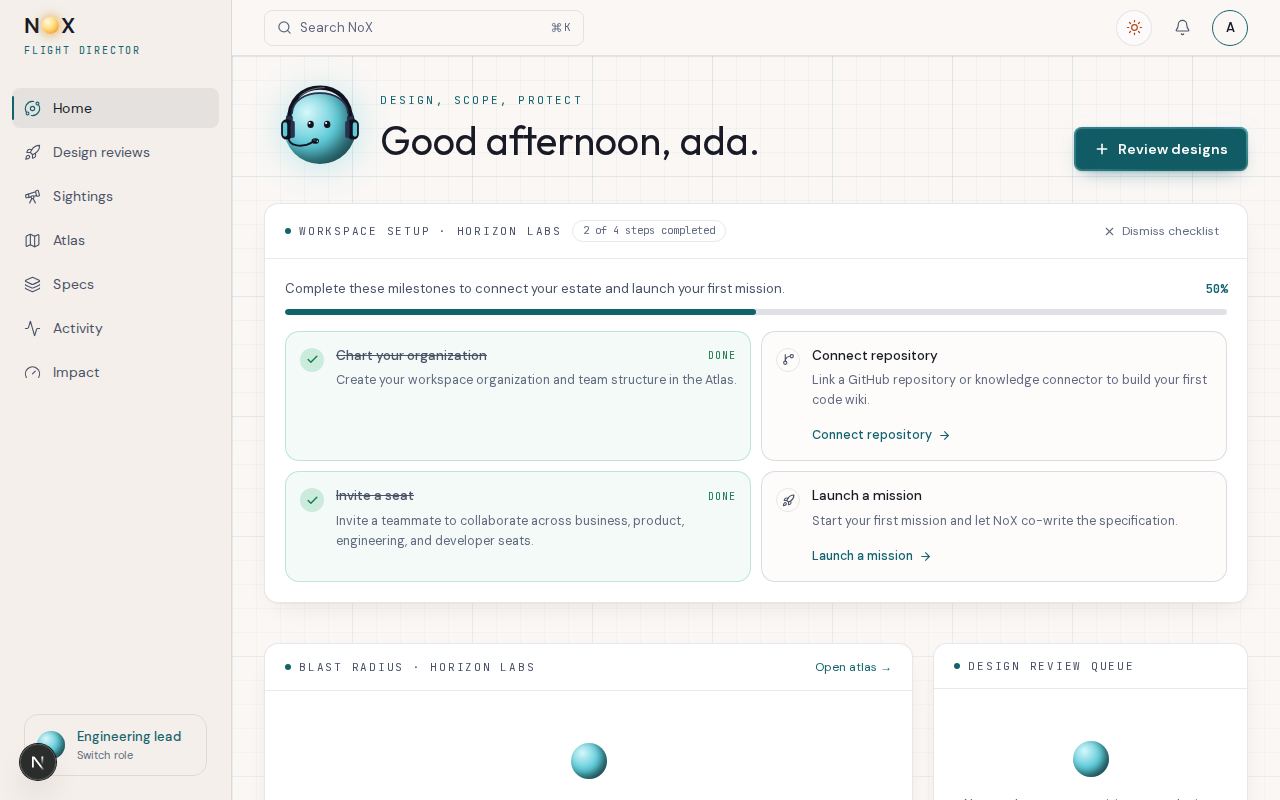 NOX
FLIGHT DIRECTOR
Home
Design reviews
Sightings
Atlas
Specs
Activity
Impact
Engineering lead
Switch role
N
Search NoX
⌘K
A
DESIGN, SCOPE, PROTECT
Good afternoon, ada.
+ Review designs
WORKSPACE SETUP · HORIZON LABS
2 of 4 steps completed
Dismiss checklist
Complete these milestones to connect your estate and launch your first mission.
50%
Chart your organization
DONE
Create your workspace organization and team structure in the Atlas.
Connect repository
Link a GitHub repository or knowledge connector to build your first
code wiki.
Connect repository →
Invite a seat
DONE
Invite a teammate to collaborate across business, product,
engineering, and developer seats.
Launch a mission
Start your first mission and let NoX co-write the specification.
Launch a mission →
BLAST RADIUS · HORIZON LABS
Open atlas →
DESIGN REVIEW QUEUE